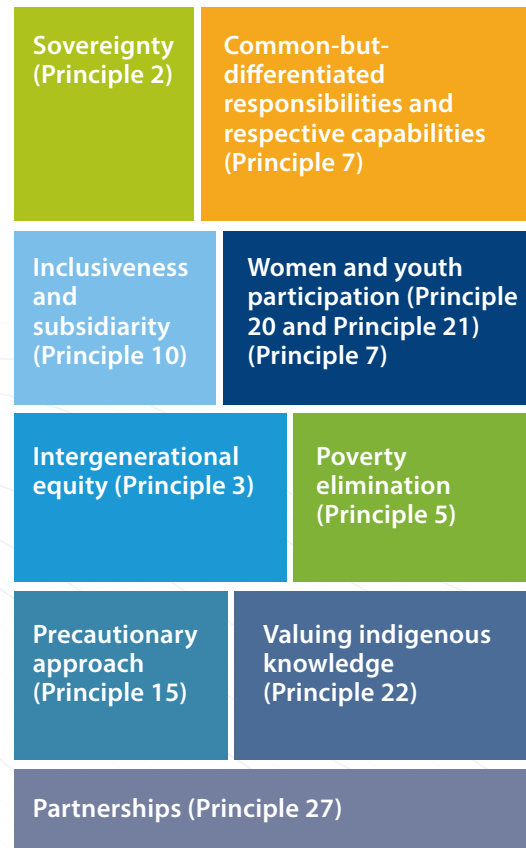 Sovereignty
(Principle 2)
Common-but-
differentiated
responsibilities and
respective capabilities
(Principle 7)
Inclusiveness
and
subsidiarity
(Principle 10)
Women and youth
participation (Principle
20 and Principle 21)
(Principle 7)
Intergenerational
equity (Principle 3)
Poverty
elimination
(Principle 5)
Precautionary
approach
(Principle 15)
Valuing indigenous
knowledge
(Principle 22)
Partnerships (Principle 27)